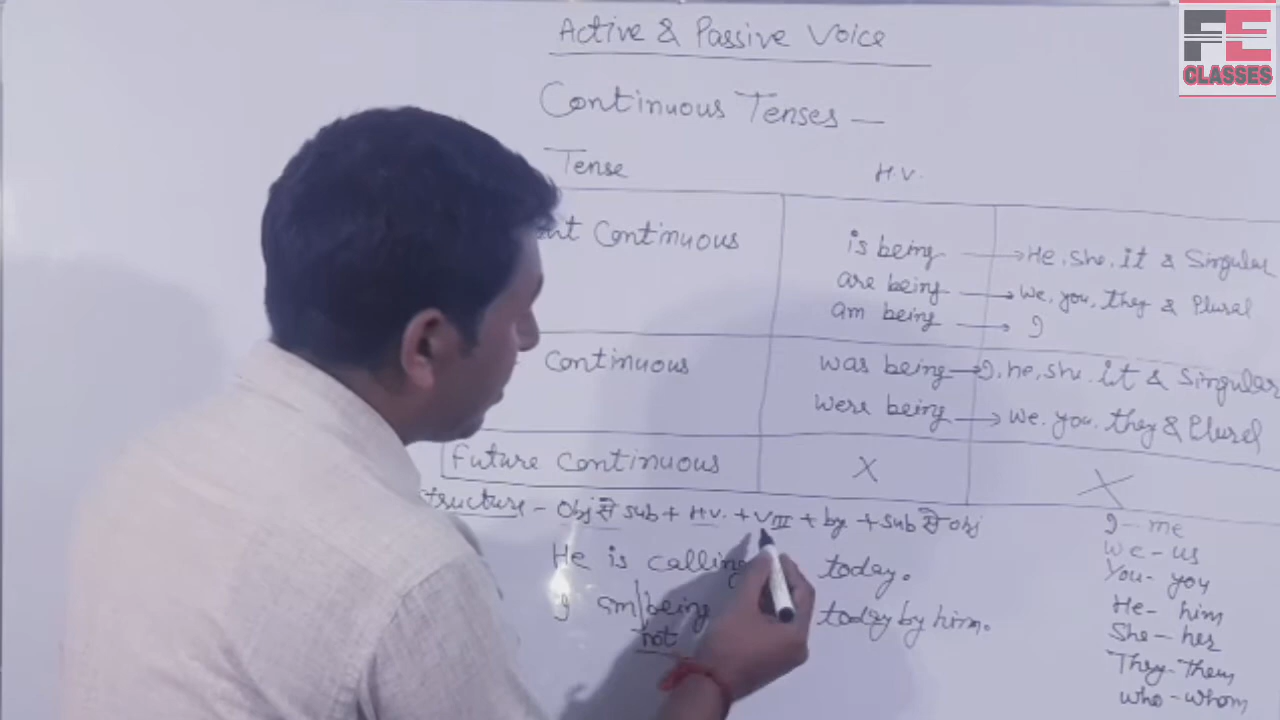 Active & Passive Voice
FE
CLASSES
Continuous Tenses —
Tense H.V.
Continuous is being → He, she, it & Singular
are being → We, you, they & Plural
am being → I
Continuous was being → I, he, she, it & Singular
were being → We, you, they & Plural
Future Continuous X X
structure - Obj से sub + H.V. + VIII + by + sub से obj
He is calling today.
I am/being today by him.
not
I - me
We - us
You - you
He - him
She - her
They - Them
who - whom